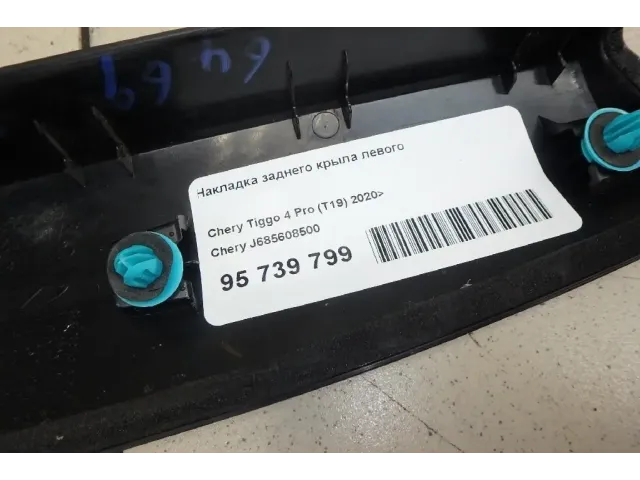 Накладка заднего крыла левого
Chery Tiggo 4 Pro (T19) 2020>
Chery J685608500
95 739 799